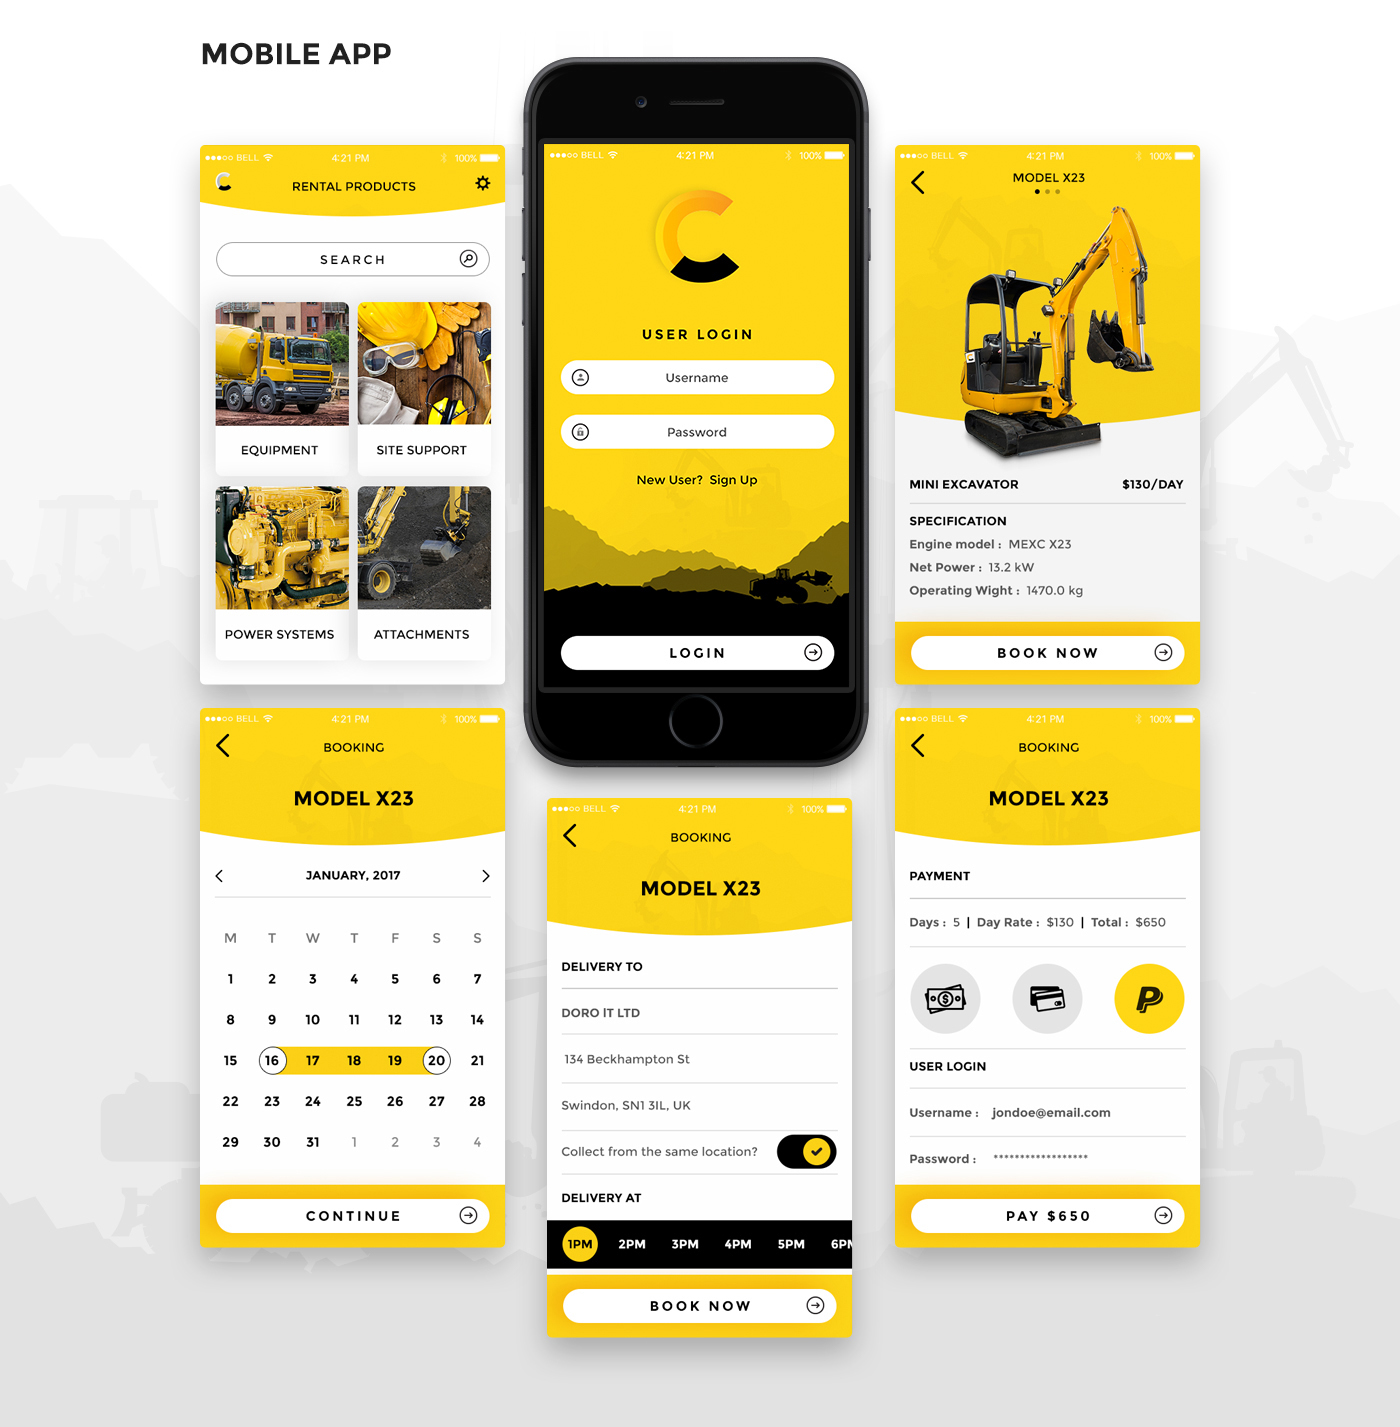 MOBILE APP
BELL 4:21 PM 100%
RENTAL PRODUCTS
SEARCH
EQUIPMENT
SITE SUPPORT
POWER SYSTEMS
ATTACHMENTS
BELL 4:21 PM 100%
USER LOGIN
Username
Password
New User? Sign Up
LOGIN
BELL 4:21 PM 100%
MODEL X23
MINI EXCAVATOR $130/DAY
SPECIFICATION
Engine model : MEXC X23
Net Power : 13.2 kW
Operating Wight : 1470.0 kg
BOOK NOW
BELL 4:21 PM 100%
BOOKING
MODEL X23
JANUARY, 2017
M T W T F S S
1 2 3 4 5 6 7
8 9 10 11 12 13 14
15 16 17 18 19 20 21
22 23 24 25 26 27 28
29 30 31 1 2 3 4
CONTINUE
BELL 4:21 PM 100%
BOOKING
MODEL X23
DELIVERY TO
DORO IT LTD
134 Beckhampton St
Swindon, SN1 3IL, UK
Collect from the same location?
DELIVERY AT
1PM 2PM 3PM 4PM 5PM 6PM
BOOK NOW
BELL 4:21 PM 100%
BOOKING
MODEL X23
PAYMENT
Days : 5 | Day Rate : $130 | Total : $650
USER LOGIN
Username : jondoe@email.com
Password : ******************
PAY $650